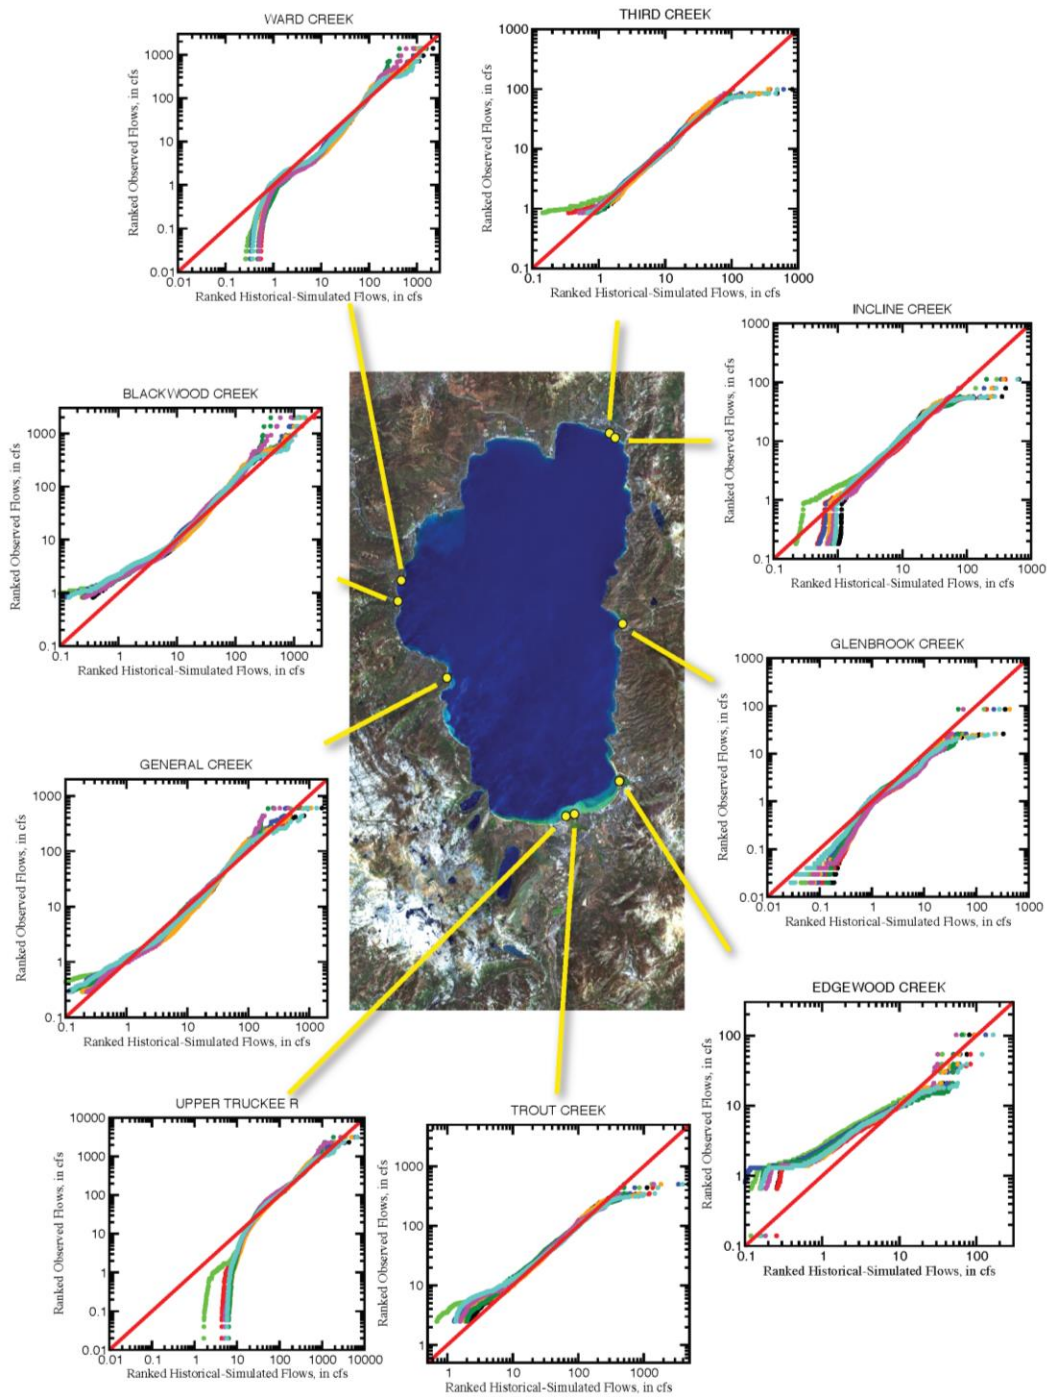 WARD CREEK
Ranked Observed Flows, in cfs
1000
100
10
1
0.1
0.01
0.01 0.1 1 10 100 1000
Ranked Historical-Simulated Flows, in cfs
THIRD CREEK
Ranked Observed Flows, in cfs
1000
100
10
1
0.1
0.1 1 10 100 1000
Ranked Historical-Simulated Flows, in cfs
INCLINE CREEK
Ranked Observed Flows, in cfs
1000
100
10
1
0.1
0.1 1 10 100 1000
Ranked Historical-Simulated Flows, in cfs
BLACKWOOD CREEK
Ranked Observed Flows, in cfs
1000
100
10
1
0.1
0.1 1 10 100 1000
Ranked Historical-Simulated Flows, in cfs
GLENBROOK CREEK
Ranked Observed Flows, in cfs
1000
100
10
1
0.1
0.01
0.01 0.1 1 10 100 1000
Ranked Historical-Simulated Flows, in cfs
GENERAL CREEK
Ranked Observed Flows, in cfs
1000
100
10
1
0.1
0.1 1 10 100 1000
Ranked Historical-Simulated Flows, in cfs
EDGEWOOD CREEK
Ranked Observed Flows, in cfs
100
10
1
0.1
0.1 1 10 100
Ranked Historical-Simulated Flows, in cfs
UPPER TRUCKEE R
Ranked Observed Flows, in cfs
10000
1000
100
10
1
0.1
0.01
0.01 0.1 1 10 100 1000 10000
Ranked Historical-Simulated Flows, in cfs
TROUT CREEK
Ranked Observed Flows, in cfs
1000
100
10
1
1 10 100 1000
Ranked Historical-Simulated Flows, in cfs